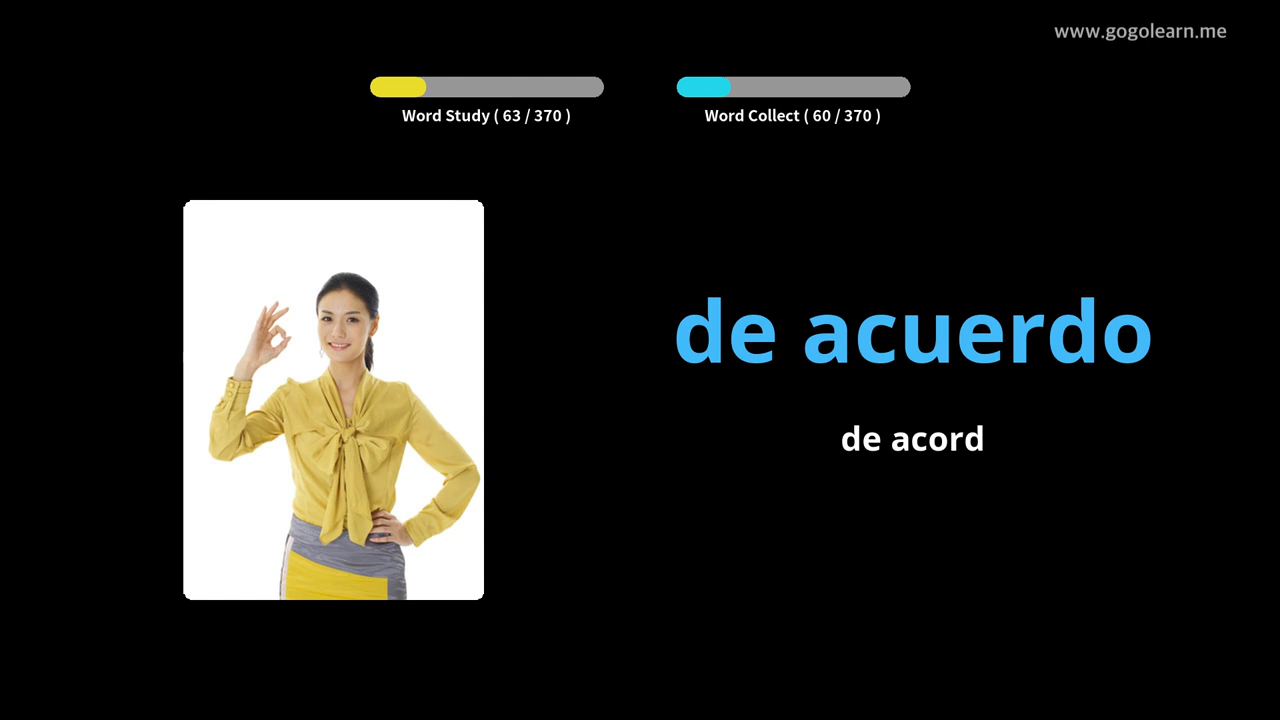 www.gogolearn.me
Word Study ( 63 / 370 )
Word Collect ( 60 / 370 )
de acuerdo
de acord